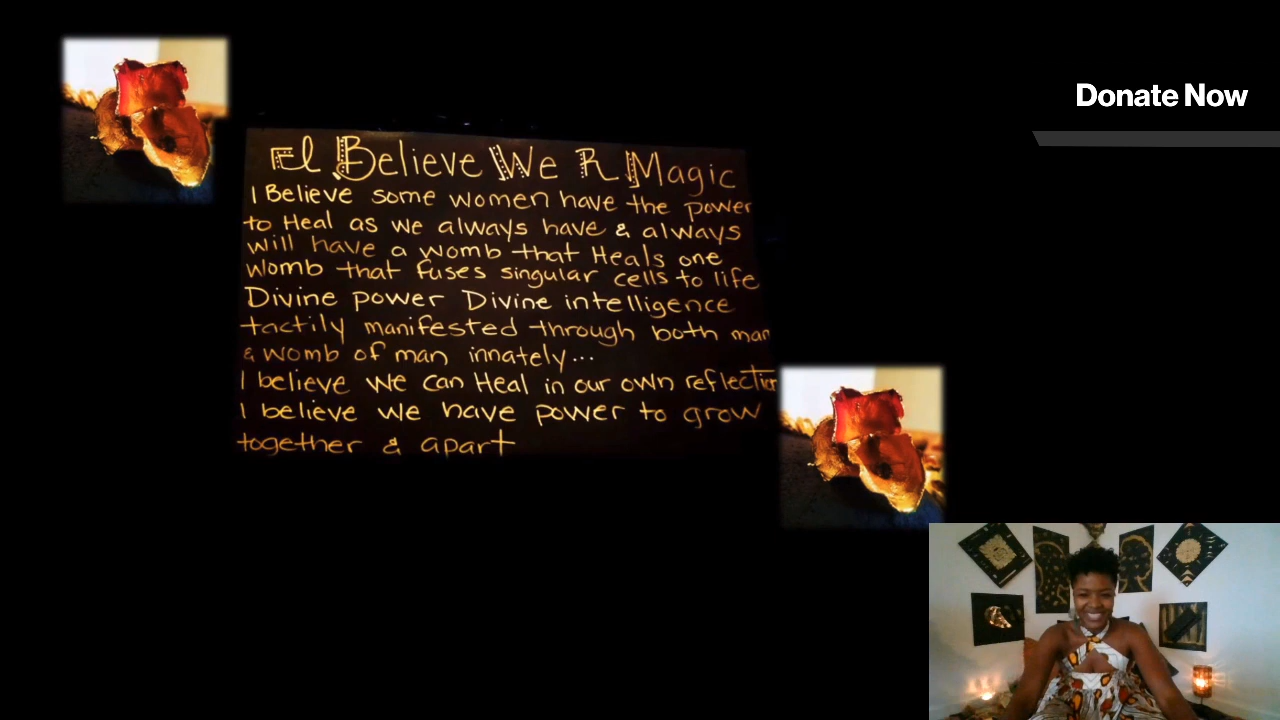 Donate Now
El Believe We R Magic
I Believe some women have the power
to Heal as we always have & always
will have a womb that Heals one
womb that fuses singular cells to life
Divine power Divine intelligence
tactily manifested through both man
& womb of man innately...
I believe we can Heal in our own reflection
I believe we have power to grow
together & apart